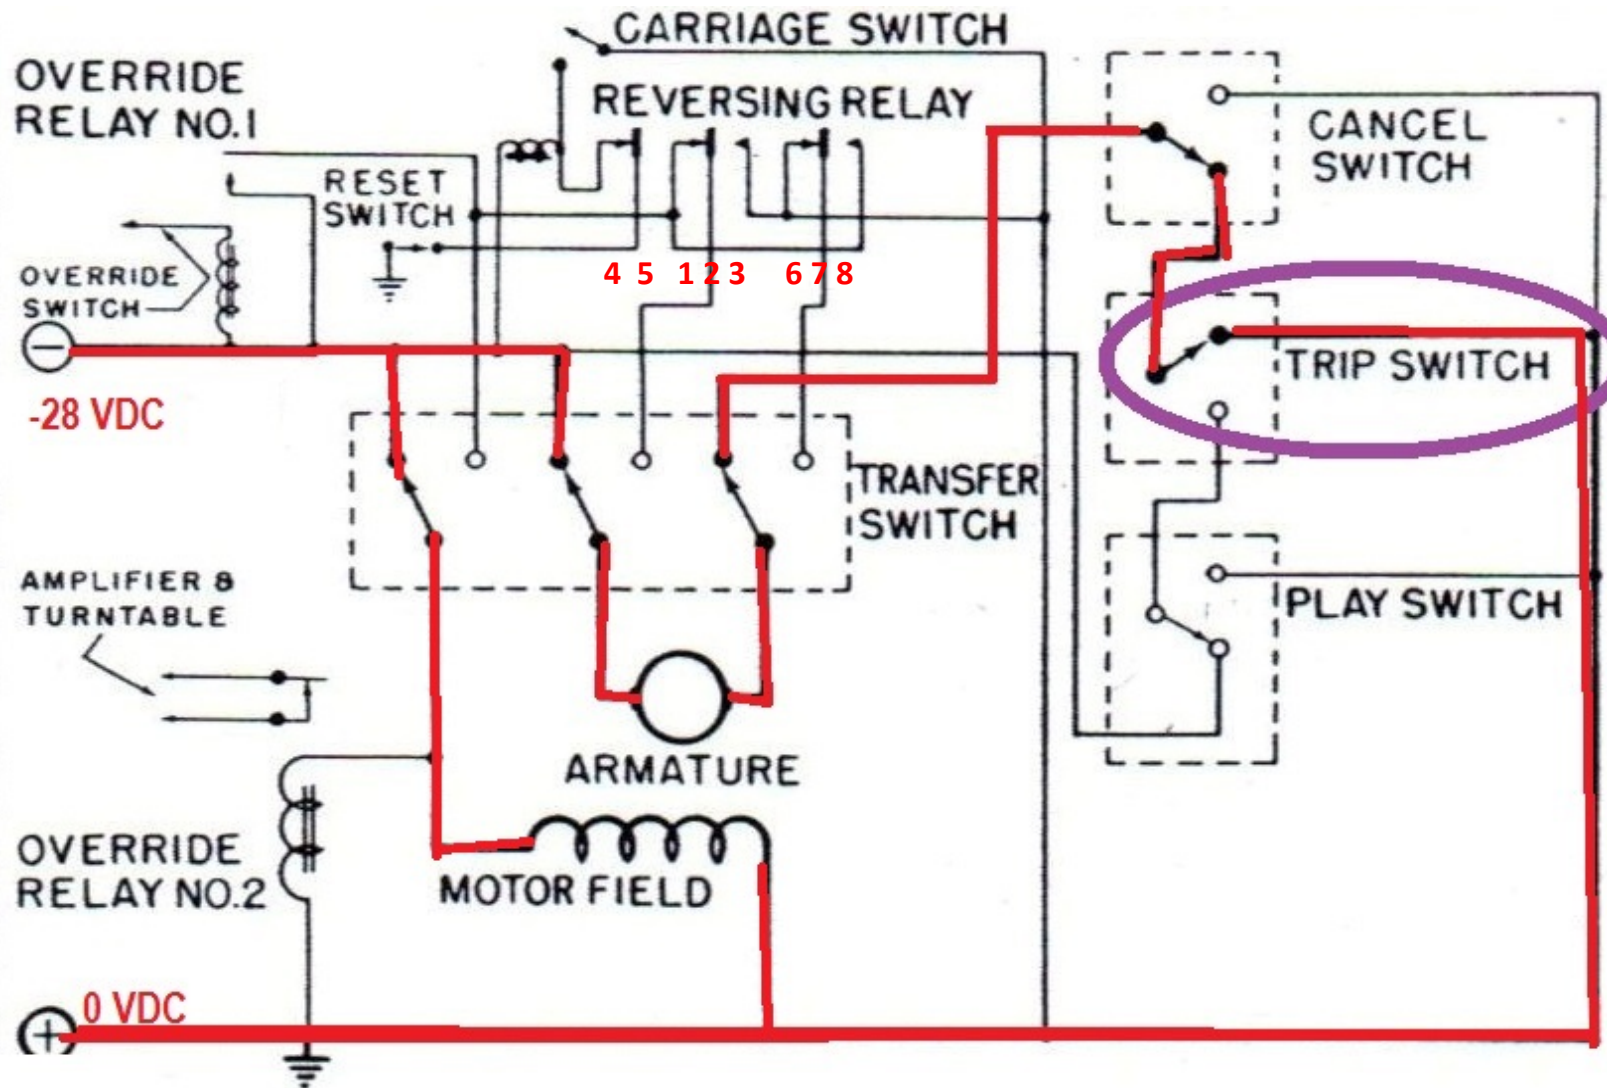 CARRIAGE SWITCH
OVERRIDE
RELAY NO.1
REVERSING RELAY
CANCEL
SWITCH
RESET
SWITCH
OVERRIDE
SWITCH
4 5 1 2 3 6 7 8
−
-28 VDC
TRIP SWITCH
TRANSFER
SWITCH
AMPLIFIER &
TURNTABLE
PLAY SWITCH
ARMATURE
OVERRIDE
RELAY NO.2
MOTOR FIELD
0 VDC
+